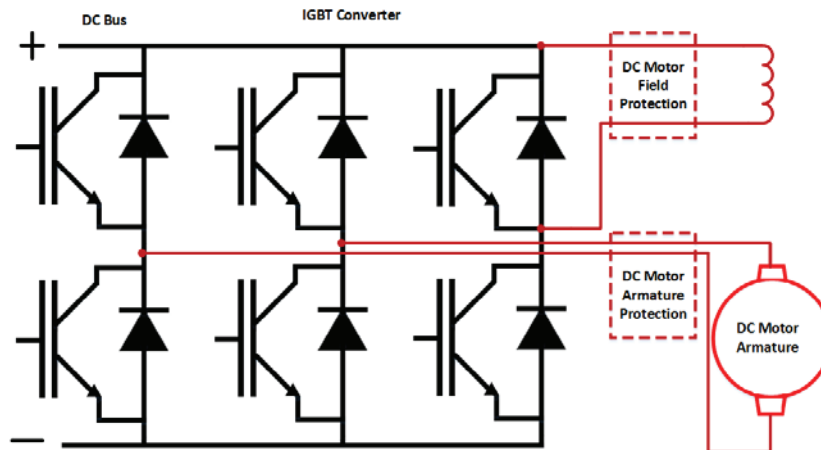 DC Bus
IGBT Converter
+
DC Motor
Field
Protection
DC Motor
Armature
Protection
DC Motor
Armature
—